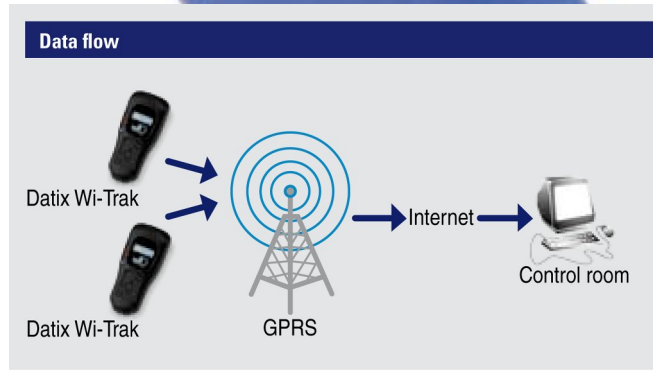 Data flow
Datix Wi-Trak
Datix Wi-Trak
GPRS
Internet
Control room